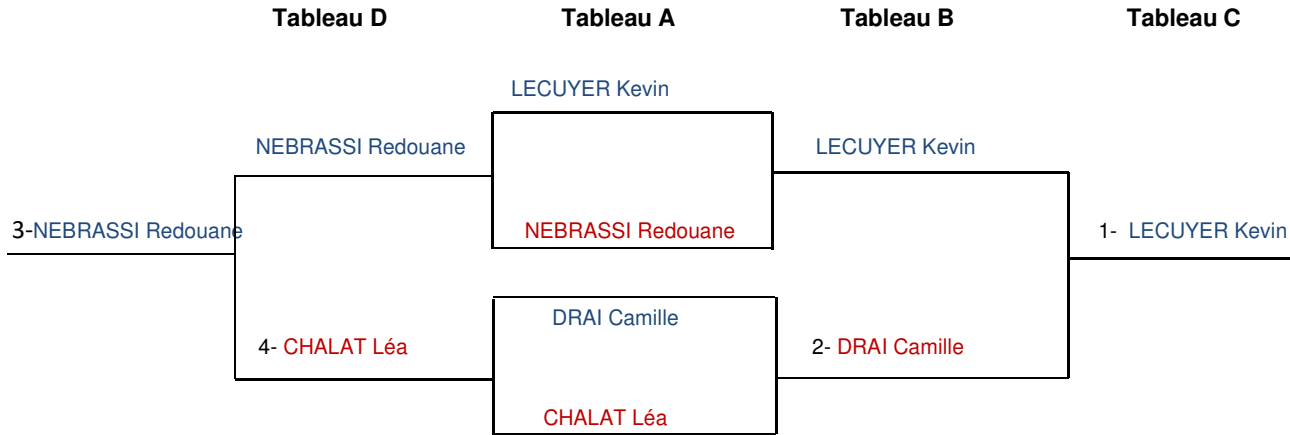 Tableau D Tableau A Tableau B Tableau C
LECUYER Kevin
NEBRASSI Redouane LECUYER Kevin
3-NEBRASSI Redouane NEBRASSI Redouane 1- LECUYER Kevin
DRAI Camille
4- CHALAT Léa 2- DRAI Camille
CHALAT Léa